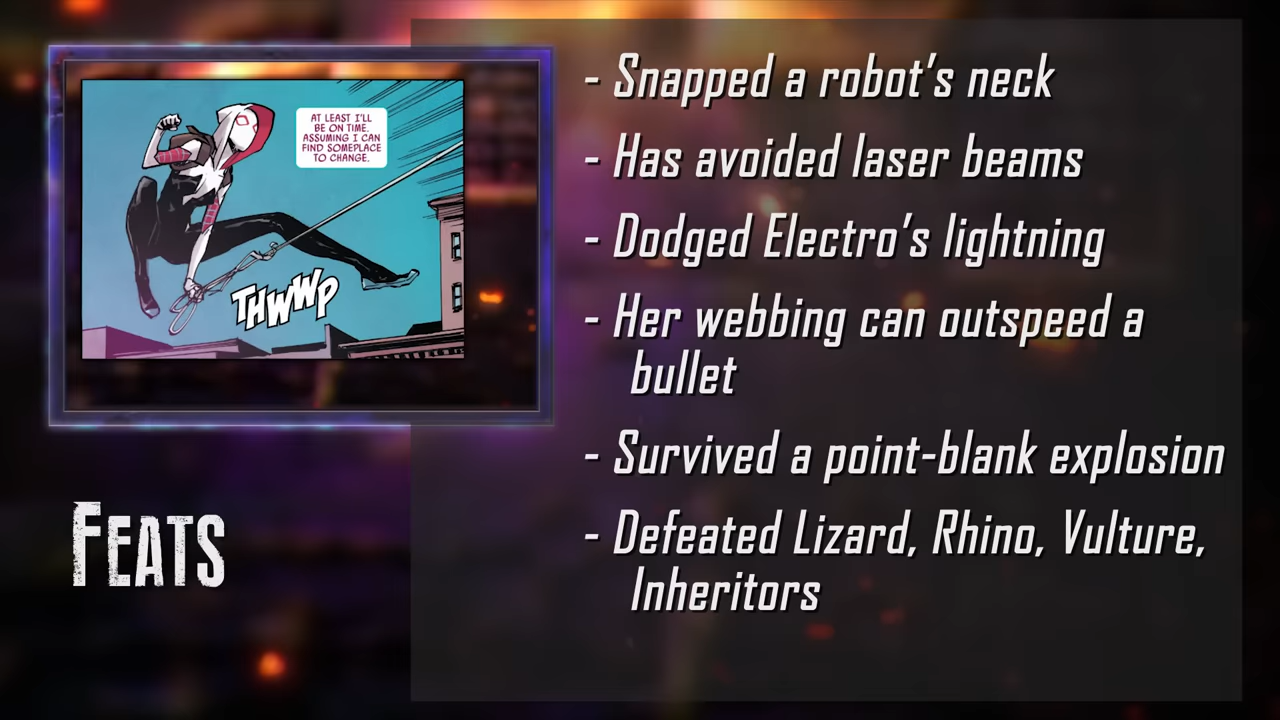 AT LEAST I'LL
BE ON TIME.
ASSUMING I CAN
FIND SOMEPLACE
TO CHANGE.
THWWP
FEATS
- Snapped a robot's neck
- Has avoided laser beams
- Dodged Electro's lightning
- Her webbing can outspeed a
bullet
- Survived a point-blank explosion
- Defeated Lizard, Rhino, Vulture,
Inheritors